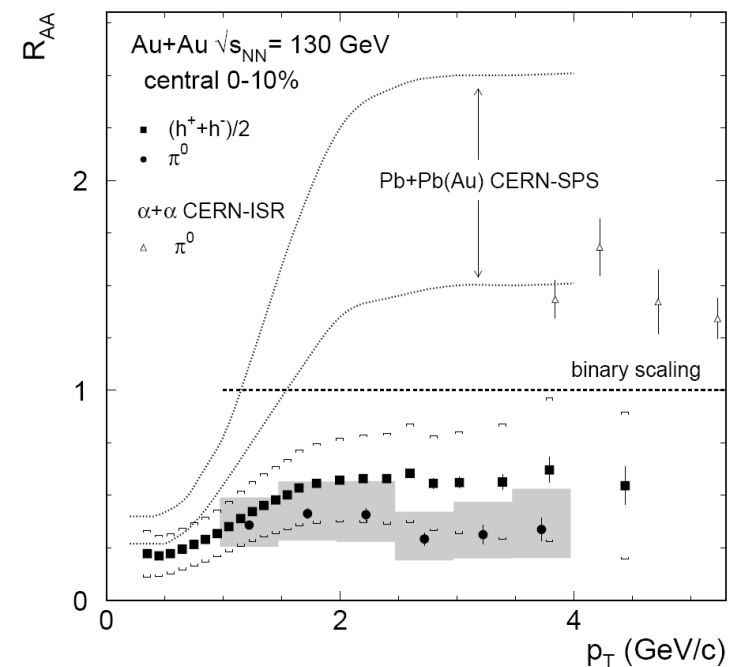 R_AA
Au+Au √s_NN = 130 GeV
central 0-10%
(h⁺+h⁻)/2
π⁰
α+α CERN-ISR
π⁰
Pb+Pb(Au) CERN-SPS
binary scaling
2
1
0
0
2
4
p_T (GeV/c)